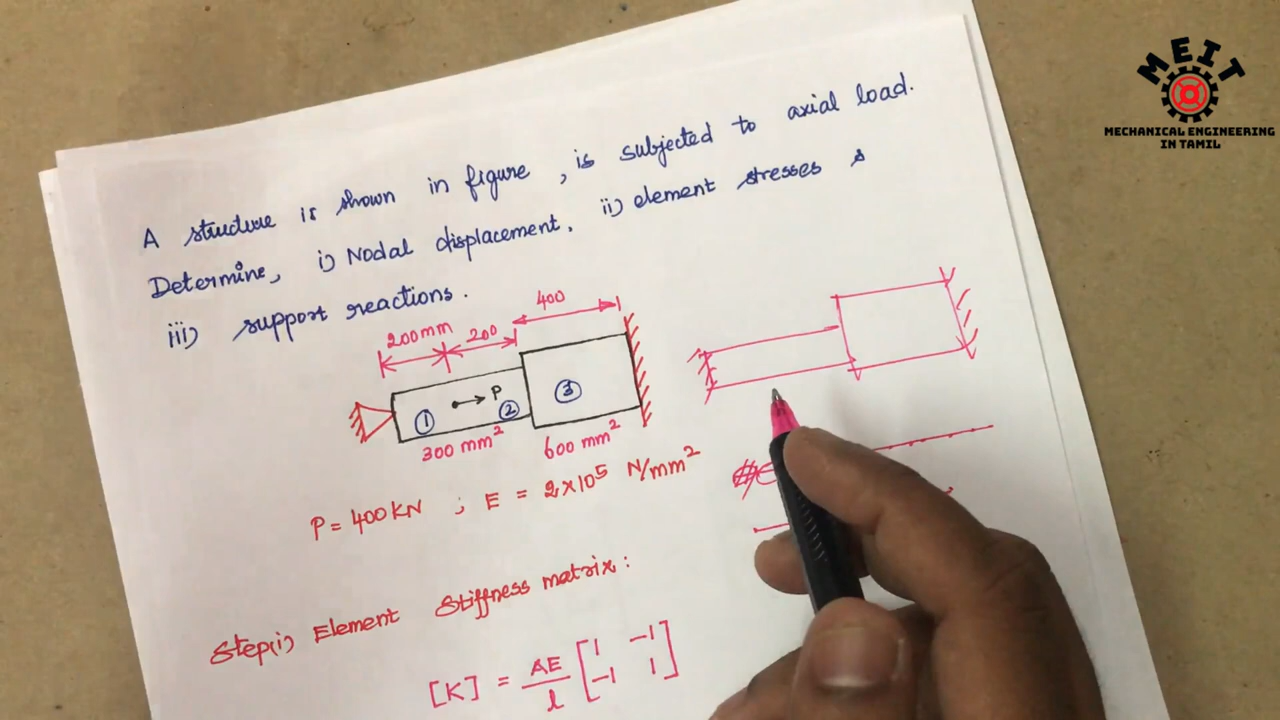 MEIT
MECHANICAL ENGINEERING
IN TAMIL
A structure is shown in figure, is subjected to axial load.
Determine, i) Nodal displacement. ii) element stresses &
iii) support reactions.
200mm 200 400
1 P 2 3
300 mm² 600 mm²
P = 400 KN ; E = 2×10⁵ N/mm²
Step(i) Element Stiffness matrix:
[K] = AE/l [1 -1
-1 1]